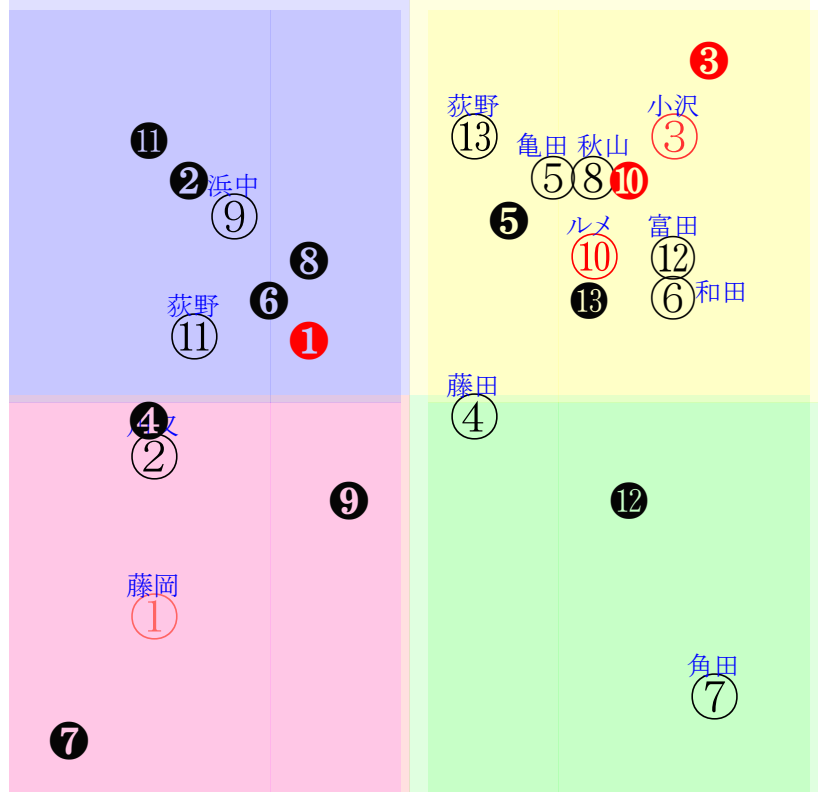 ❸
荻野
⑬
小沢
③
⓫
亀田
⑤
秋山
⑧
❿
❷
浜中
⑨
❺
ルメ
⑩
富田
⑫
❽
⓭
⑥
和田
❻
荻野
⑪
❶
藤田
④
❹
②
❾
⓬
藤岡
①
角田
⑦
❼